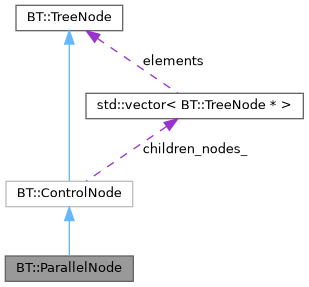 BT::TreeNode
elements
std::vector< BT::TreeNode * >
children_nodes_
BT::ControlNode
BT::ParallelNode